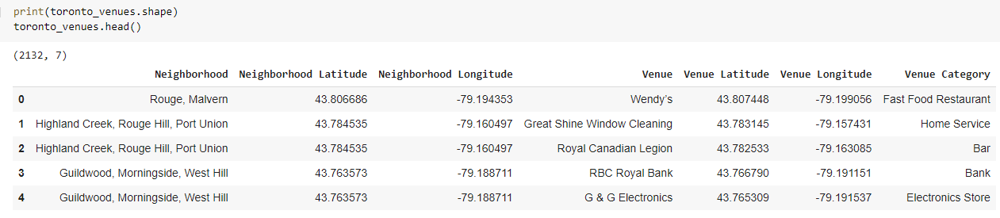 print(toronto_venues.shape)
toronto_venues.head()
(2132, 7)
Neighborhood Neighborhood Latitude Neighborhood Longitude Venue Venue Latitude Venue Longitude Venue Category
0 Rouge, Malvern 43.806686 -79.194353 Wendy’s 43.807448 -79.199056 Fast Food Restaurant
1 Highland Creek, Rouge Hill, Port Union 43.784535 -79.160497 Great Shine Window Cleaning 43.783145 -79.157431 Home Service
2 Highland Creek, Rouge Hill, Port Union 43.784535 -79.160497 Royal Canadian Legion 43.782533 -79.163085 Bar
3 Guildwood, Morningside, West Hill 43.763573 -79.188711 RBC Royal Bank 43.766790 -79.191151 Bank
4 Guildwood, Morningside, West Hill 43.763573 -79.188711 G & G Electronics 43.765309 -79.191537 Electronics Store